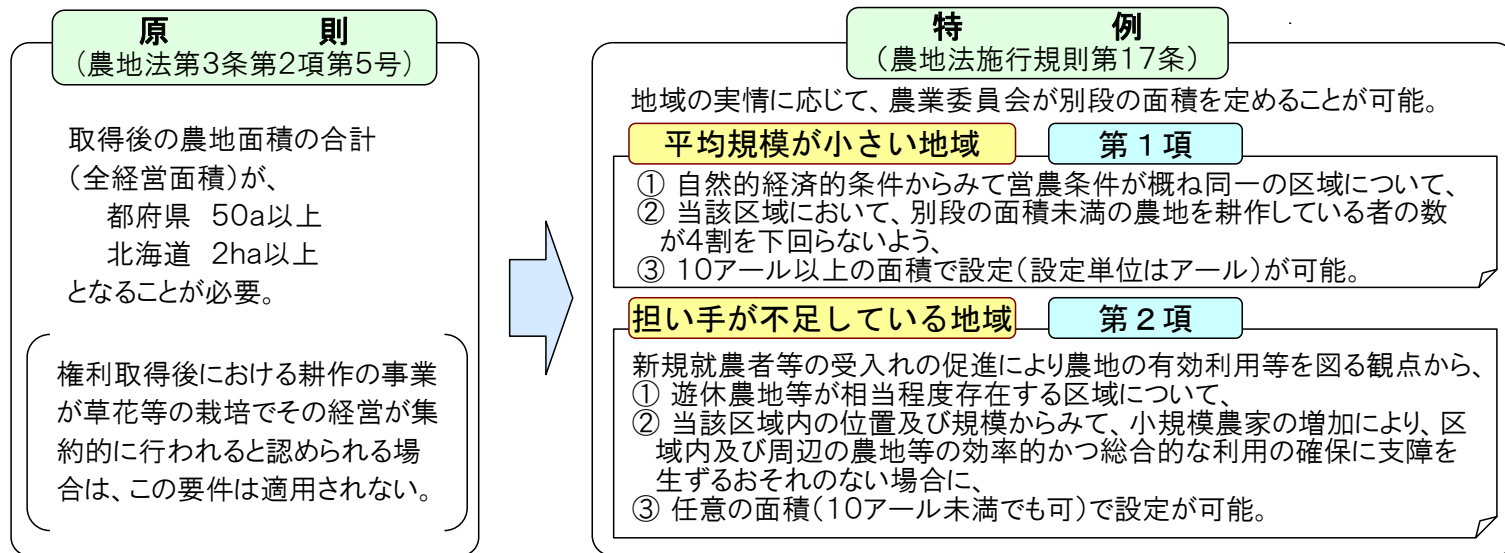 原　則
（農地法第3条第2項第5号）
取得後の農地面積の合計
（全経営面積）が、
都府県　50a以上
北海道　2ha以上
となることが必要。
権利取得後における耕作の事業
が草花等の栽培でその経営が集
約的に行われると認められる場
合は、この要件は適用されない。
特　例
（農地法施行規則第17条）
地域の実情に応じて、農業委員会が別段の面積を定めることが可能。
平均規模が小さい地域　第１項
① 自然的経済的条件からみて営農条件が概ね同一の区域について、
② 当該区域において、別段の面積未満の農地を耕作している者の数
が4割を下回らないよう、
③ 10アール以上の面積で設定（設定単位はアール）が可能。
担い手が不足している地域　第２項
新規就農者等の受入れの促進により農地の有効利用等を図る観点から、
① 遊休農地等が相当程度存在する区域について、
② 当該区域内の位置及び規模からみて、小規模農家の増加により、区
域内及び周辺の農地等の効率的かつ総合的な利用の確保に支障を
生ずるおそれのない場合に、
③ 任意の面積（10アール未満でも可）で設定が可能。